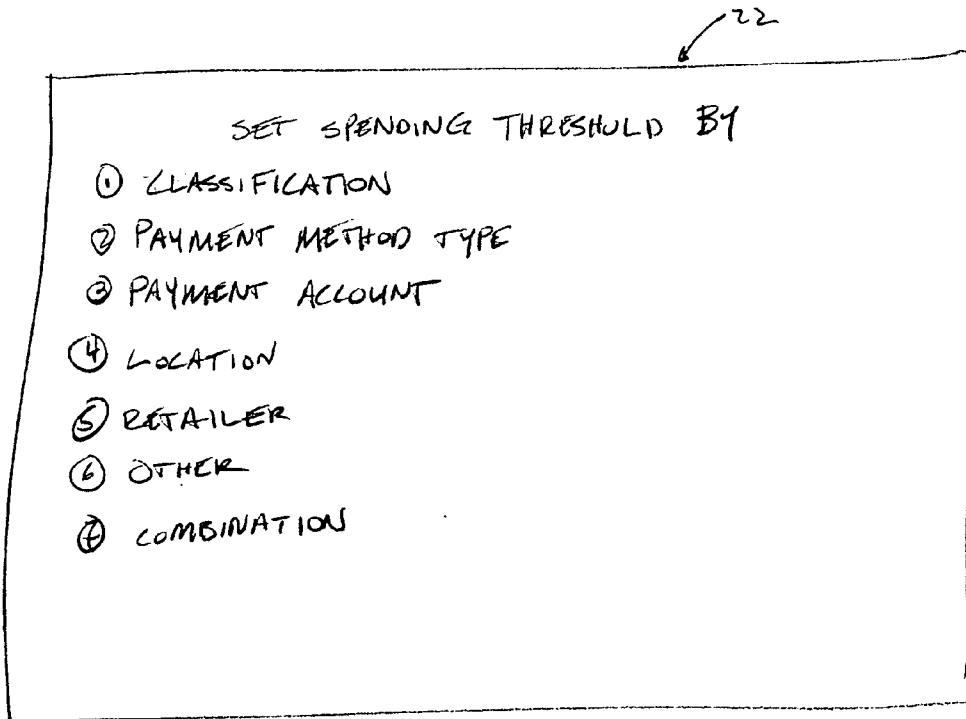 22
SET SPENDING THRESHOLD BY
① CLASSIFICATION
② PAYMENT METHOD TYPE
③ PAYMENT ACCOUNT
④ LOCATION
⑤ RETAILER
⑥ OTHER
⑦ COMBINATION